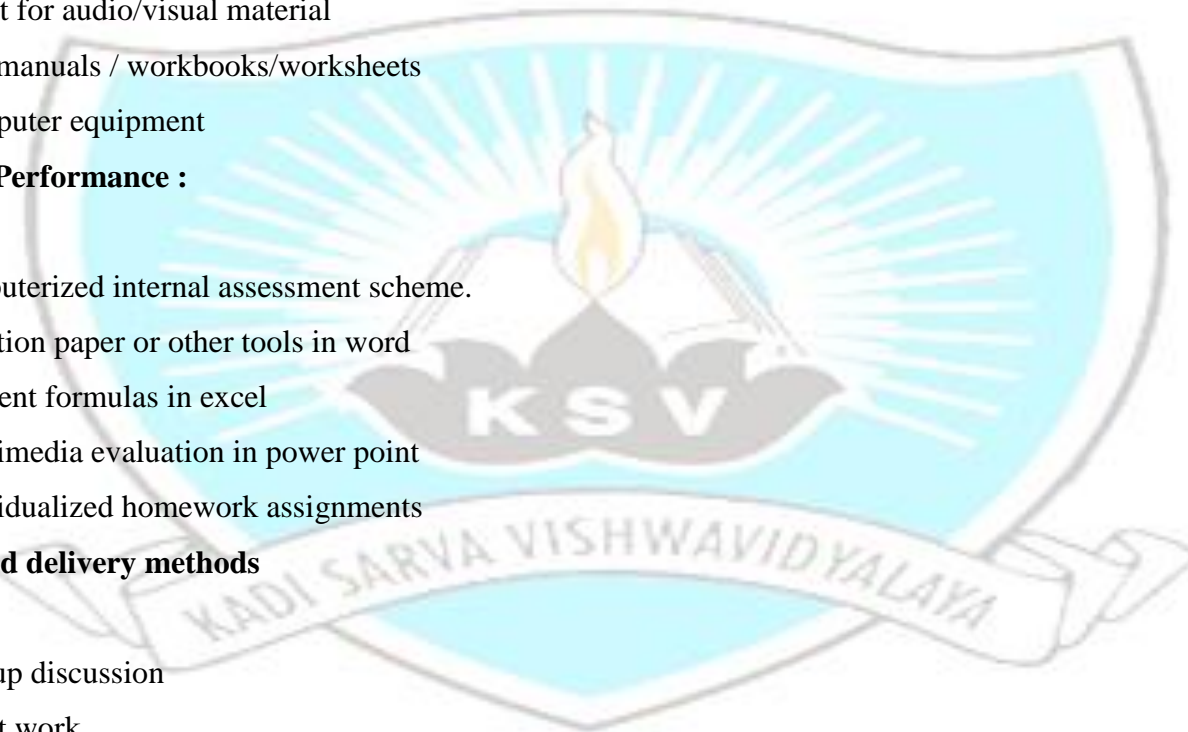 t for audio/visual material
manuals / workbooks/worksheets
puter equipment
Performance :
uterized internal assessment scheme.
tion paper or other tools in word
ent formulas in excel
imedia evaluation in power point
idualized homework assignments
d delivery methods
up discussion
t work
KSV
KADI SARVA VISHWAVIDYALAYA